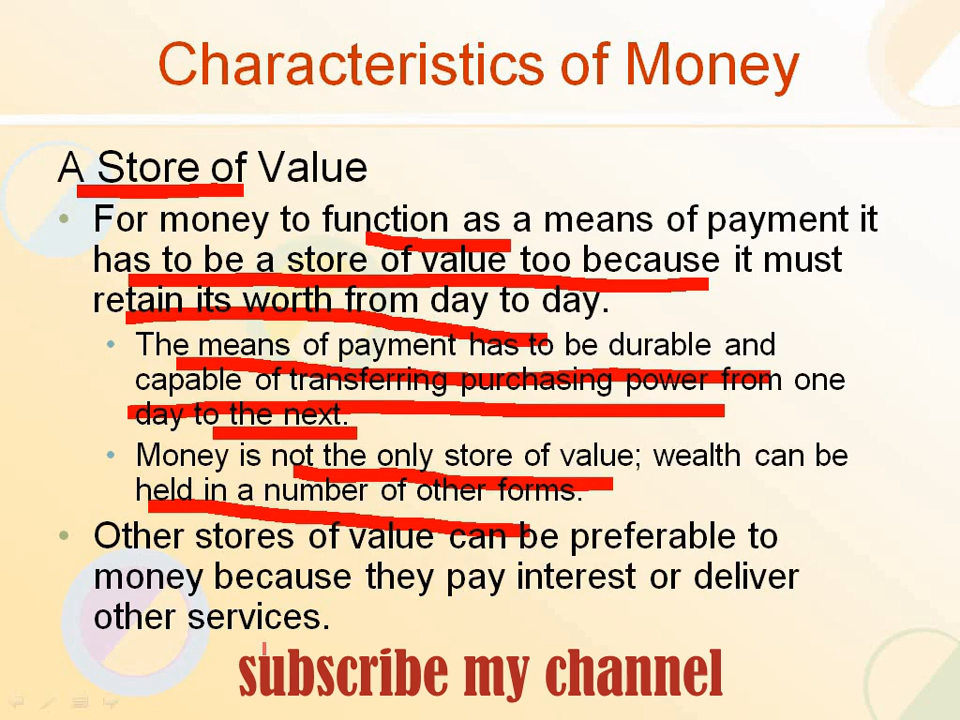 Characteristics of Money
A Store of Value
• For money to function as a means of payment it
has to be a store of value too because it must
retain its worth from day to day.
• The means of payment has to be durable and
capable of transferring purchasing power from one
day to the next.
• Money is not the only store of value; wealth can be
held in a number of other forms.
• Other stores of value can be preferable to
money because they pay interest or deliver
other services.
subscribe my channel